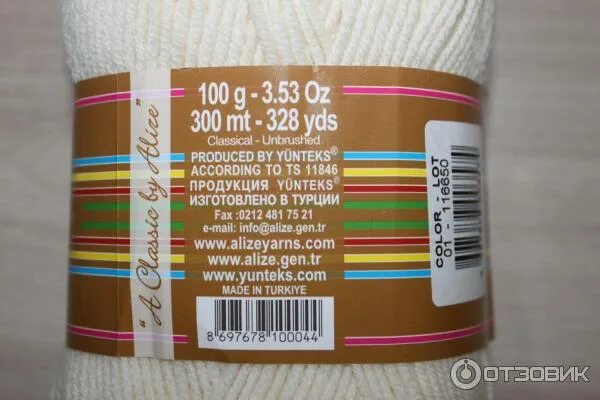 "A Classic by Alize"
100 g - 3.53 Oz
300 mt - 328 yds
Classical - Unbrushed
PRODUCED BY YÜNTEKS®
ACCORDING TO TS 11846
ПРОДУКЦИЯ YÜNTEKS®
ИЗГОТОВЛЕНО В ТУРЦИИ
Fax :0212 481 75 21
e-mail: info@alize.gen.tr
www.alizeyarns.com
www.alize.gen.tr
www.yunteks.com
MADE IN TURKIYE
8 697678 100044
COLOR - LOT
01 - 116650
ОТЗОВИК